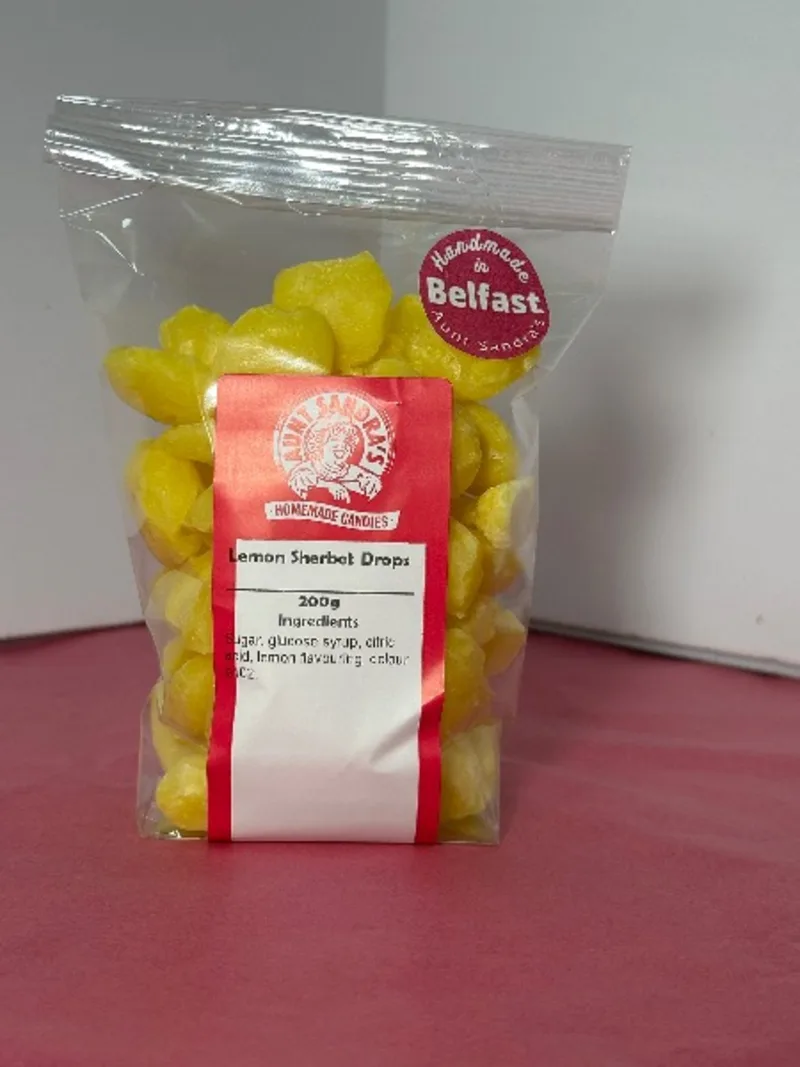 Handmade
in
Belfast
Aunt Sandra's
AUNT SANDRA'S
HOMEMADE CANDIES
Lemon Sherbet Drops
200g
Ingredients
Sugar, glucose syrup, citric
acid, lemon flavouring, colour